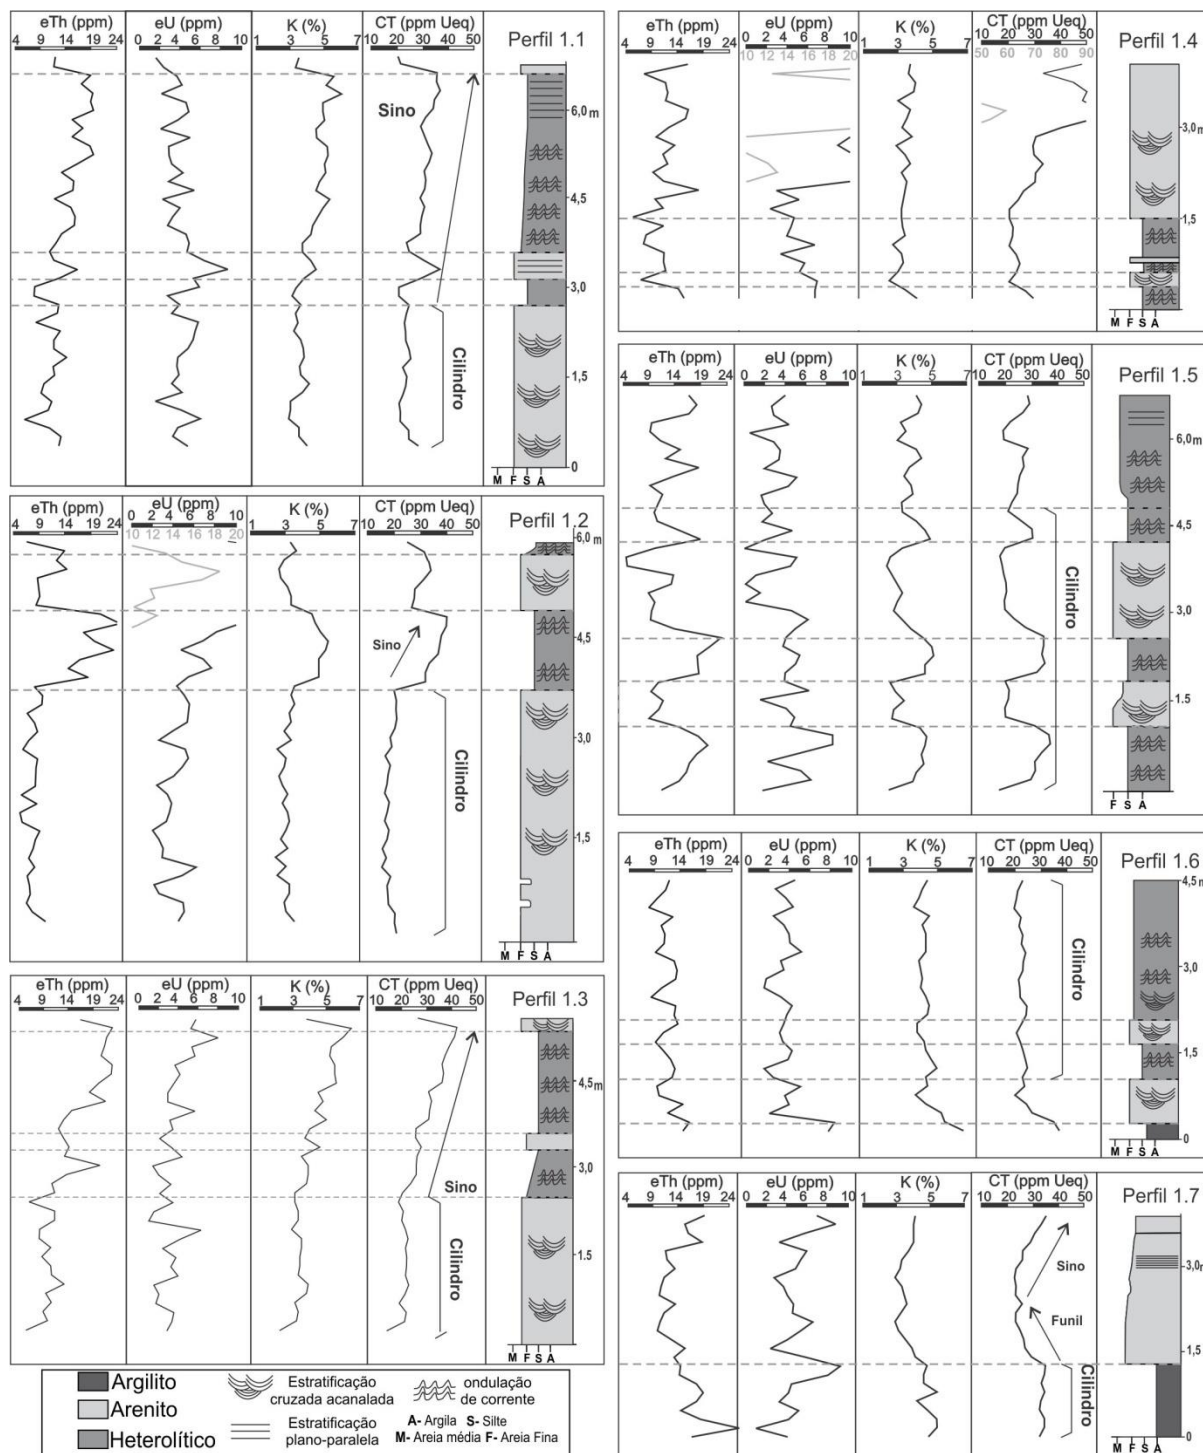 eTh (ppm) eU (ppm) K (%) CT (ppm Ueq) Perfil 1.1
4 9 14 19 24 0 2 4 6 8 10 1 3 5 7 10 20 30 40 50
Sino
6,0m
4,5
3,0
Cilindro
1,5
0
M F S A
eTh (ppm) eU (ppm) K (%) CT (ppm Ueq) Perfil 1.2
4 9 14 19 24 0 2 4 6 8 10 1 3 5 7 10 20 30 40 50
10 12 14 16 18 20
6,0m
Sino
4,5
3,0
Cilindro
1,5
M F S A
eTh (ppm) eU (ppm) K (%) CT (ppm Ueq) Perfil 1.3
4 9 14 19 24 0 2 4 6 8 10 1 3 5 7 10 20 30 40 50
4,5m
3,0
Sino
Cilindro
1.5
M F S A
Argilito
Arenito
Heterolítico
Estratificação
cruzada acanalada
ondulação
de corrente
Estratificação
plano-paralela
A- Argila S- Silte
M- Areia média F- Areia Fina
eTh (ppm) eU (ppm) K (%) CT (ppm Ueq) Perfil 1.4
4 9 14 19 24 0 2 4 6 8 10 1 3 5 7 10 20 30 40 50
10 12 14 16 18 20 50 60 70 80 90
3,0m
1,5
M F S A
eTh (ppm) eU (ppm) K (%) CT (ppm Ueq) Perfil 1.5
4 9 14 19 24 0 2 4 6 8 10 1 3 5 7 10 20 30 40 50
6,0m
4,5
Cilindro
3,0
1.5
F S A
eTh (ppm) eU (ppm) K (%) CT (ppm Ueq) Perfil 1.6
4 9 14 19 24 0 2 4 6 8 10 1 3 5 7 10 20 30 40 50
4,5m
Cilindro
3,0
1,5
0
M F S A
eTh (ppm) eU (ppm) K (%) CT (ppm Ueq) Perfil 1.7
4 9 14 19 24 0 2 4 6 8 10 1 3 5 7 10 20 30 40 50
Sino
3,0m
Funil
1,5
Cilindro
0
M F S A